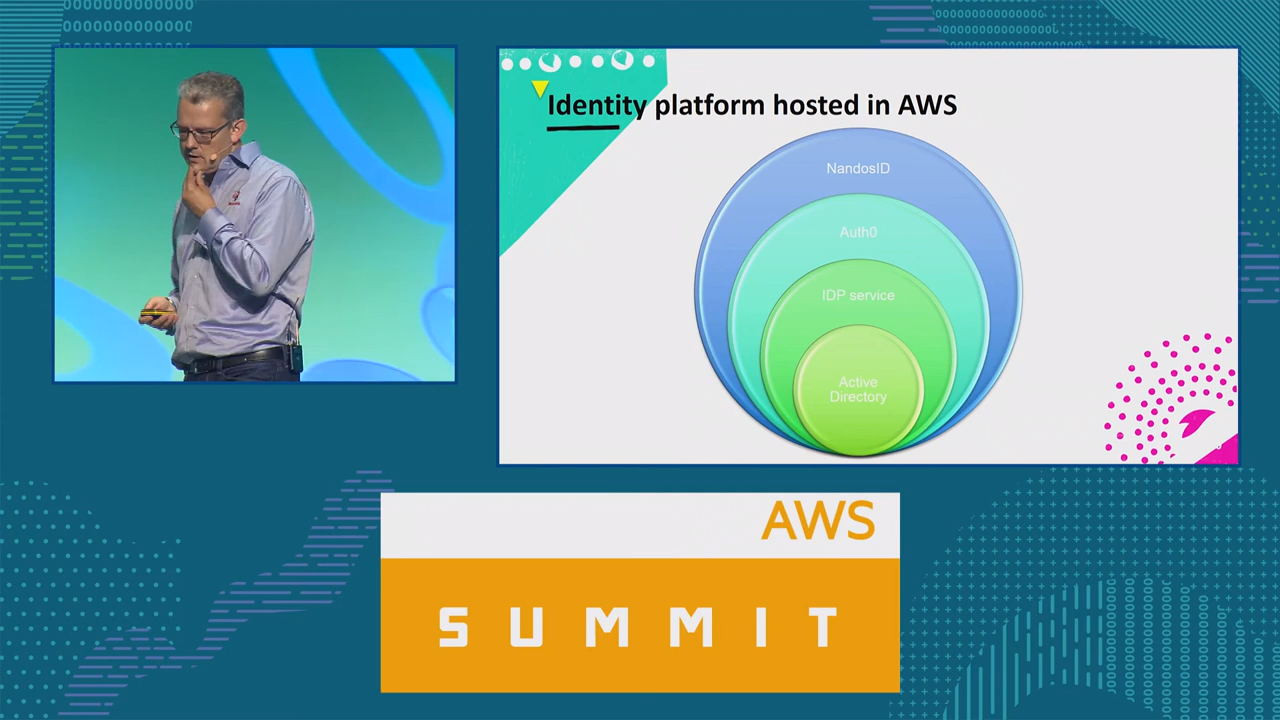 Identity platform hosted in AWS
NandosID
Auth0
IDP service
Active
Directory
AWS
SUMMIT